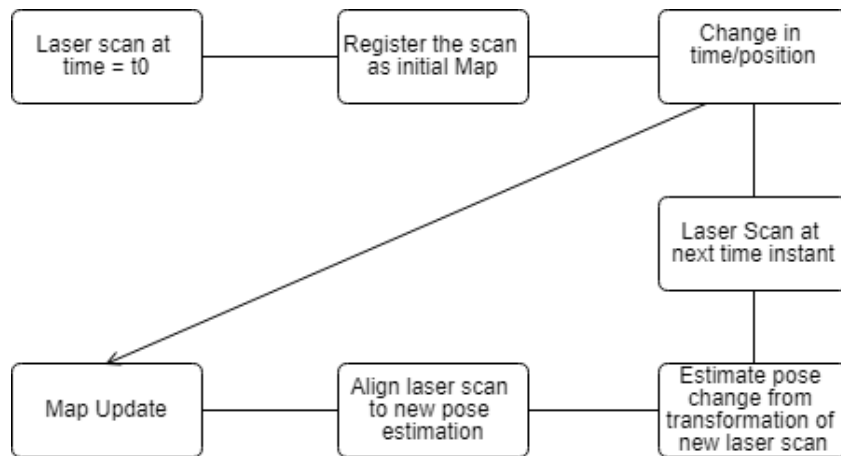 Laser scan at
time = t0
Register the scan
as initial Map
Change in
time/position
Laser Scan at
next time instant
Map Update
Align laser scan
to new pose
estimation
Estimate pose
change from
transformation of
new laser scan